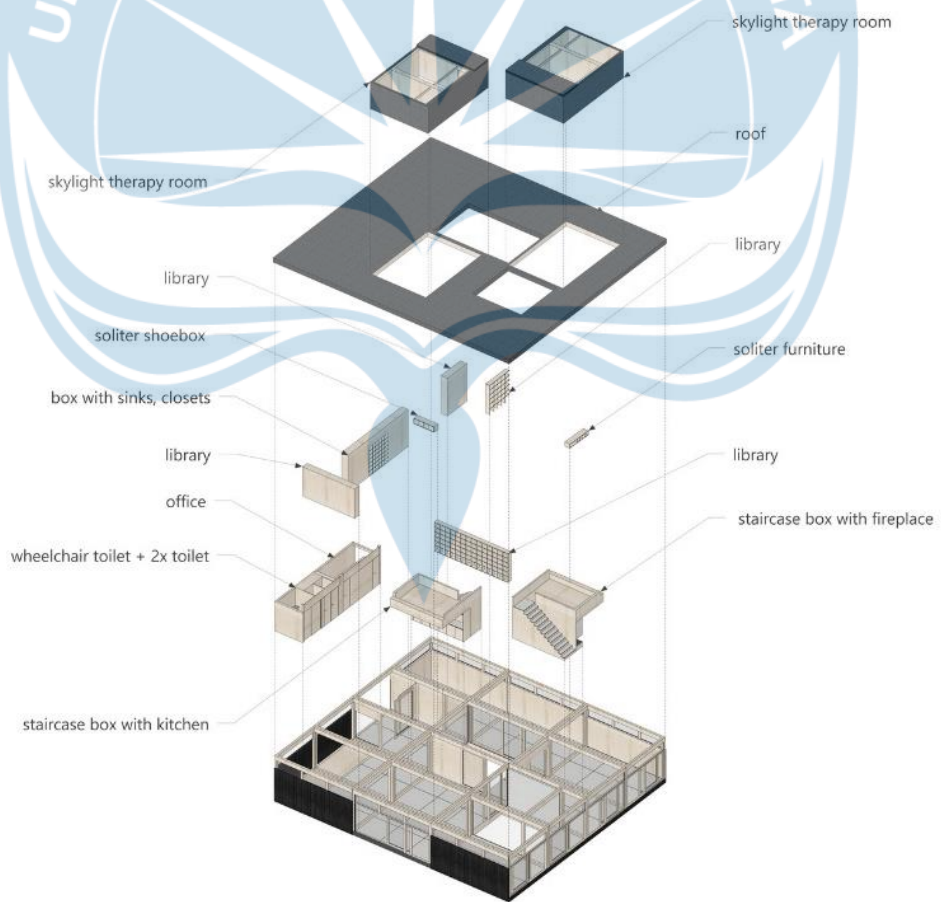 skylight therapy room
roof
skylight therapy room
library
library
soliter shoebox
soliter furniture
box with sinks, closets
library
library
office
staircase box with fireplace
wheelchair toilet + 2x toilet
staircase box with kitchen